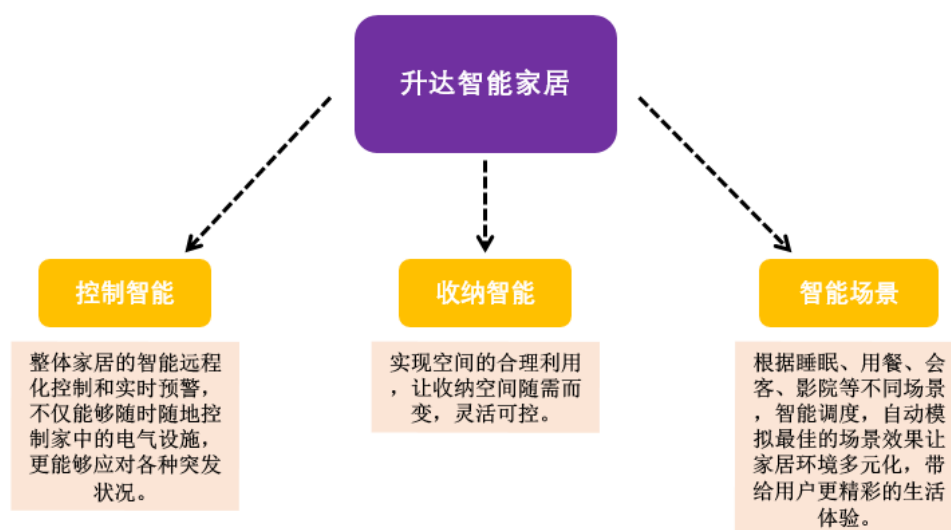 升达智能家居
控制智能
收纳智能
智能场景
整体家居的智能远程
化控制和实时预警，
不仅能够随时随地控
制家中的电气设施，
更能够应对各种突发
状况。
实现空间的合理利用
，让收纳空间随需而
变，灵活可控。
根据睡眠、用餐、会
客、影院等不同场景
，智能调度，自动模
拟最佳的场景效果让
家居环境多元化，带
给用户更精彩的生活
体验。